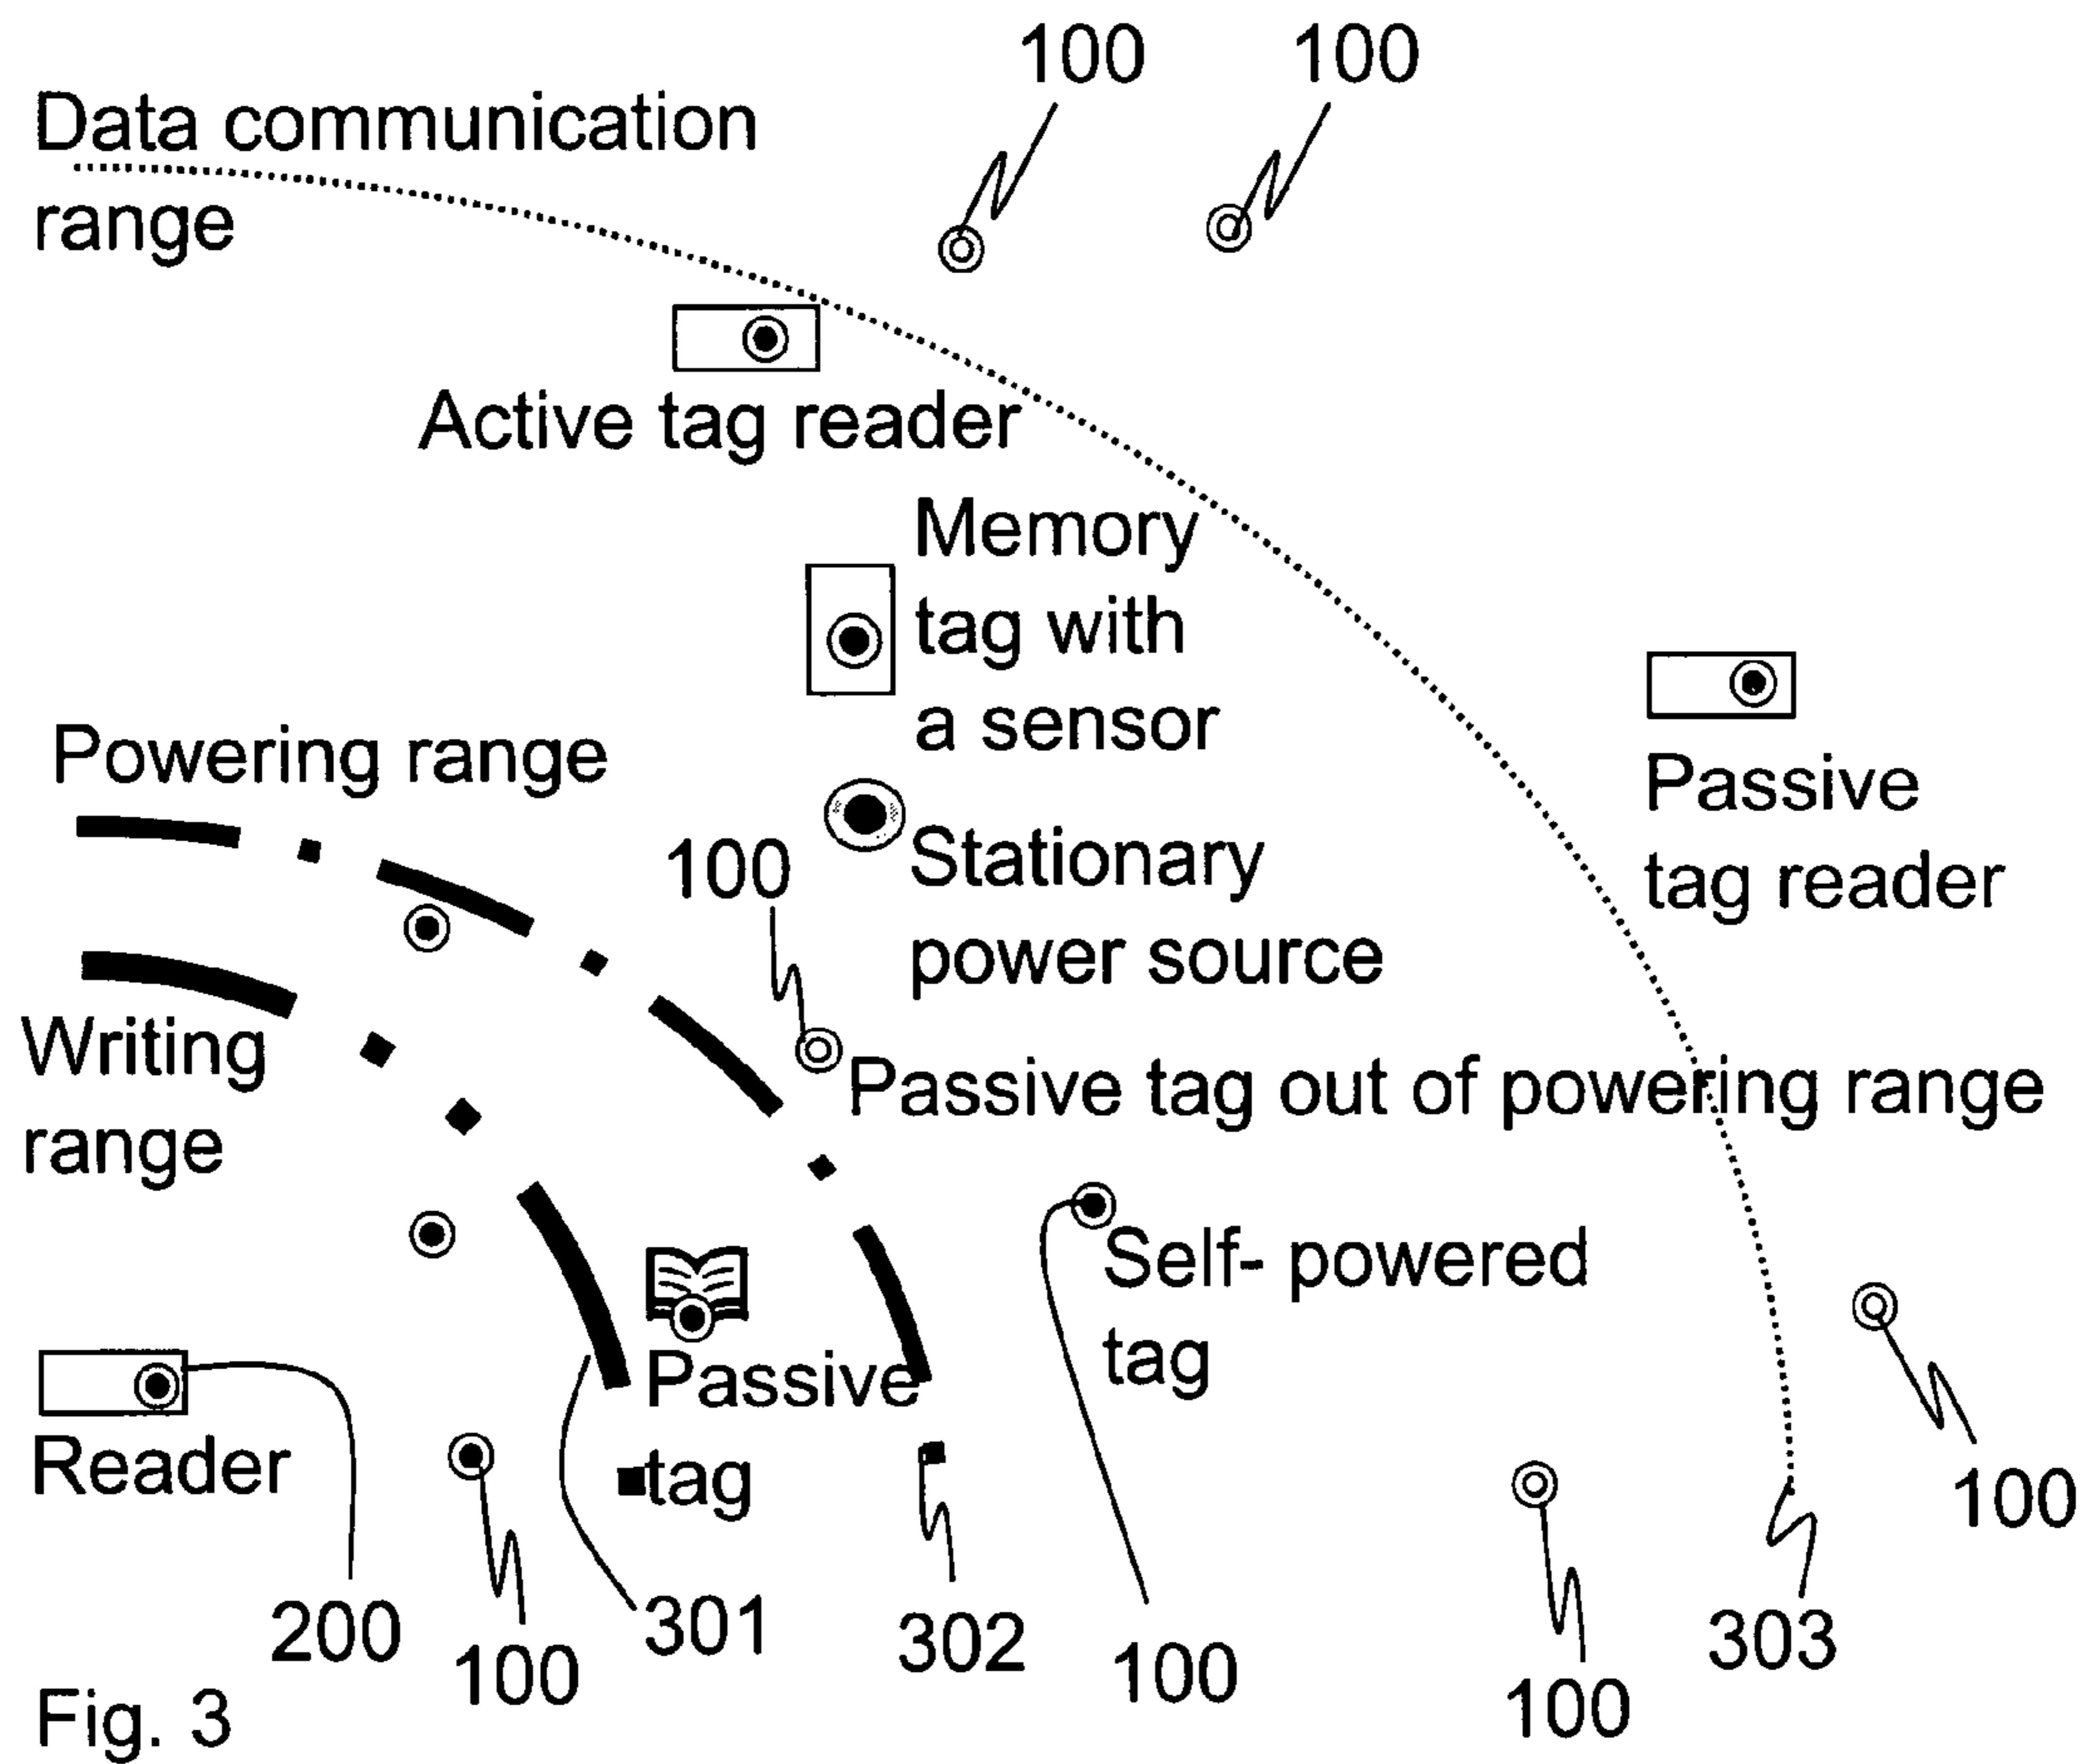 100
100
Data communication
range
Active tag reader
Memory
tag with
a sensor
Powering range
Passive
tag reader
100
Stationary
power source
Writing
range
Passive tag out of powering range
Self- powered
tag
Passive
tag
Reader
100
200
100
301
302
100
100
303
Fig. 3